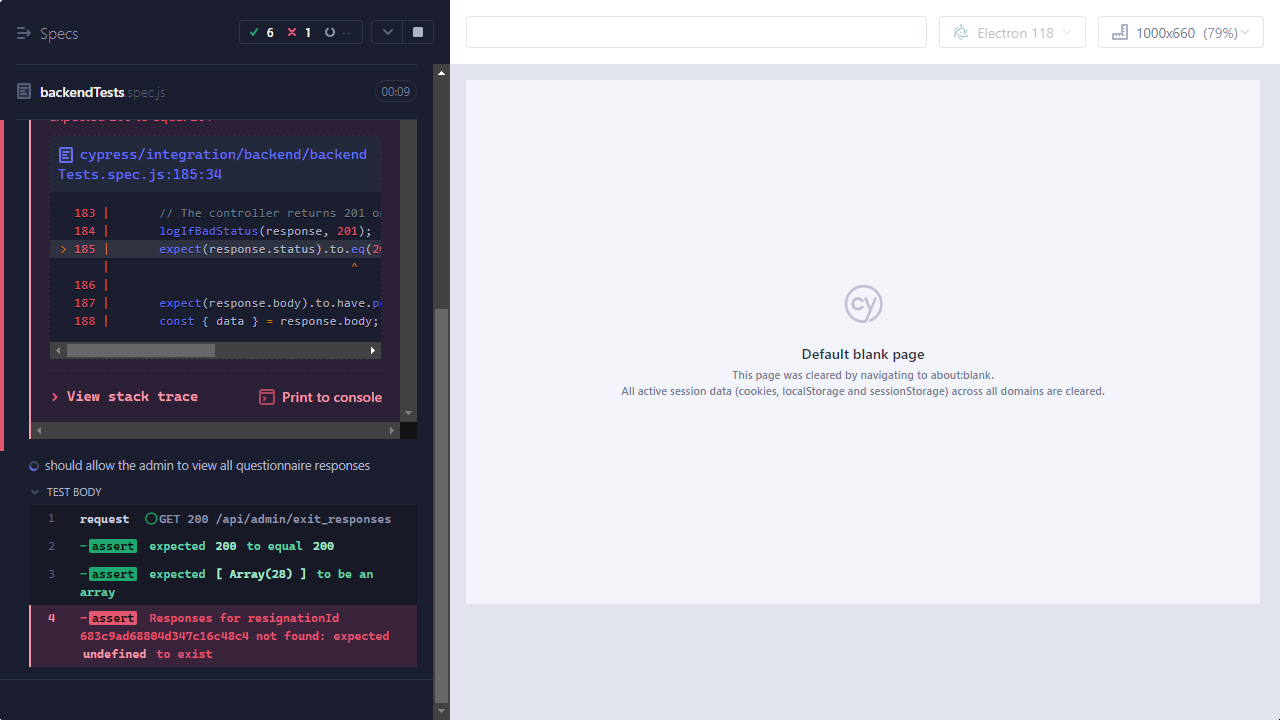 Specs
6
1
--
Electron 118
1000x660 (79%)
backendTests spec.js
00:09
cypress/integration/backend/backend
Tests.spec.js:185:34
183 | // The controller returns 201 o
184 | logIfBadStatus(response, 201);
> 185 | expect(response.status).to.eq(20
| ^
186 |
187 | expect(response.body).to.have.p
188 | const { data } = response.body;
> View stack trace
Print to console
should allow the admin to view all questionnaire responses
TEST BODY
1 request GET 200 /api/admin/exit_responses
2 -assert expected 200 to equal 200
3 -assert expected [ Array(28) ] to be an
array
4 -assert Responses for resignationId
683c9ad68804d347c16c48c4 not found: expected
undefined to exist
cy
Default blank page
This page was cleared by navigating to about:blank.
All active session data (cookies, localStorage and sessionStorage) across all domains are cleared.